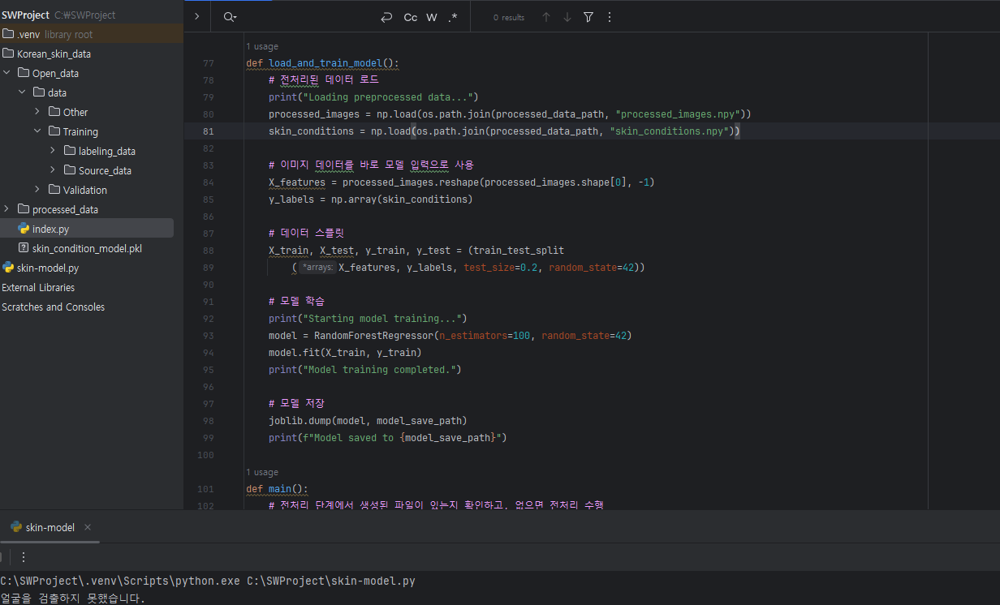 SWProject C:₩SWProject
.venv library root
Korean_skin_data
Open_data
data
Other
Training
labeling_data
Source_data
Validation
processed_data
index.py
skin_condition_model.pkl
skin-model.py
External Libraries
Scratches and Consoles
Cc W .* 0 results
1 usage
77 def load_and_train_model():
78 # 전처리된 데이터 로드
79 print("Loading preprocessed data...")
80 processed_images = np.load(os.path.join(processed_data_path, "processed_images.npy"))
81 skin_conditions = np.load(os.path.join(processed_data_path, "skin_conditions.npy"))
82
83 # 이미지 데이터를 바로 모델 입력으로 사용
84 X_features = processed_images.reshape(processed_images.shape[0], -1)
85 y_labels = np.array(skin_conditions)
86
87 # 데이터 스플릿
88 X_train, X_test, y_train, y_test = (train_test_split
89 ( *arrays: X_features, y_labels, test_size=0.2, random_state=42))
90
91 # 모델 학습
92 print("Starting model training...")
93 model = RandomForestRegressor(n_estimators=100, random_state=42)
94 model.fit(X_train, y_train)
95 print("Model training completed.")
96
97 # 모델 저장
98 joblib.dump(model, model_save_path)
99 print(f"Model saved to {model_save_path}")
100
1 usage
101 def main():
102 # 전처리 단계에서 생성된 파일이 있는지 확인하고, 없으면 전처리 수행
skin-model
C:\SWProject\.venv\Scripts\python.exe C:\SWProject\skin-model.py
얼굴을 검출하지 못했습니다.